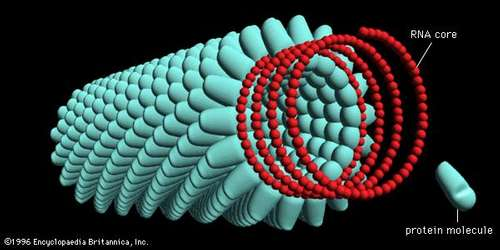 RNA core
protein molecule
©1996 Encyclopaedia Britannica, Inc.